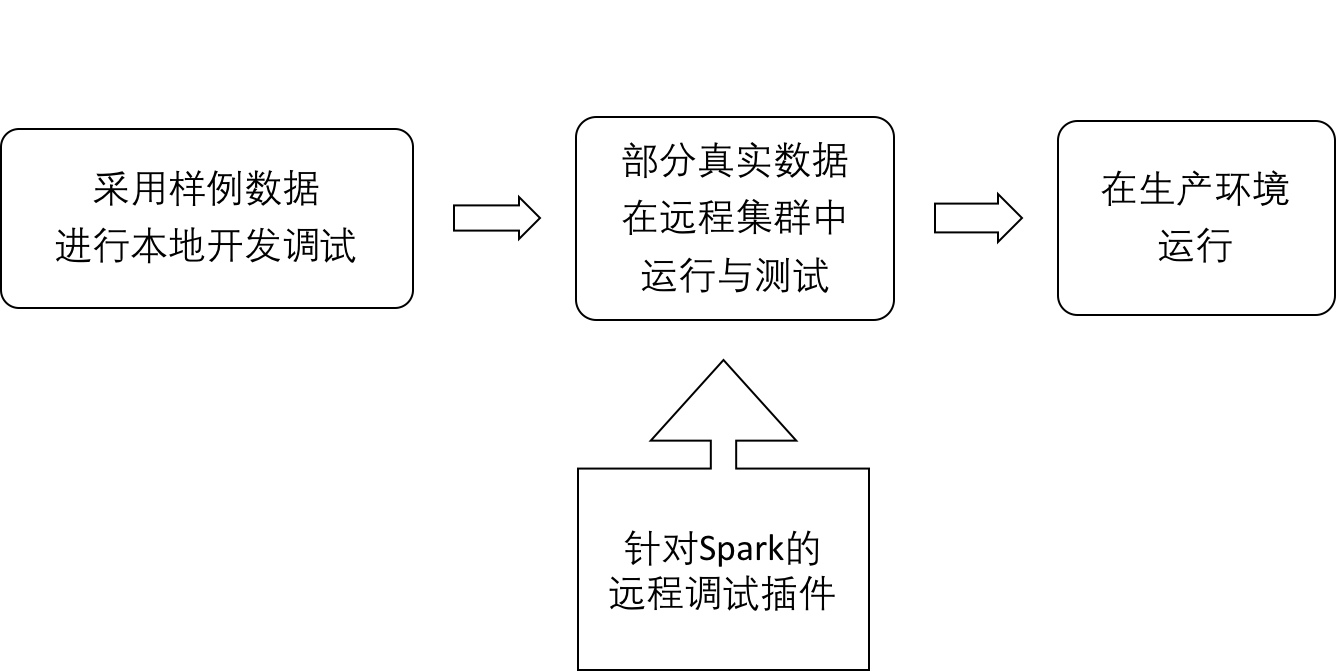 采用样例数据
进行本地开发调试
部分真实数据
在远程集群中
运行与测试
在生产环境
运行
针对Spark的
远程调试插件